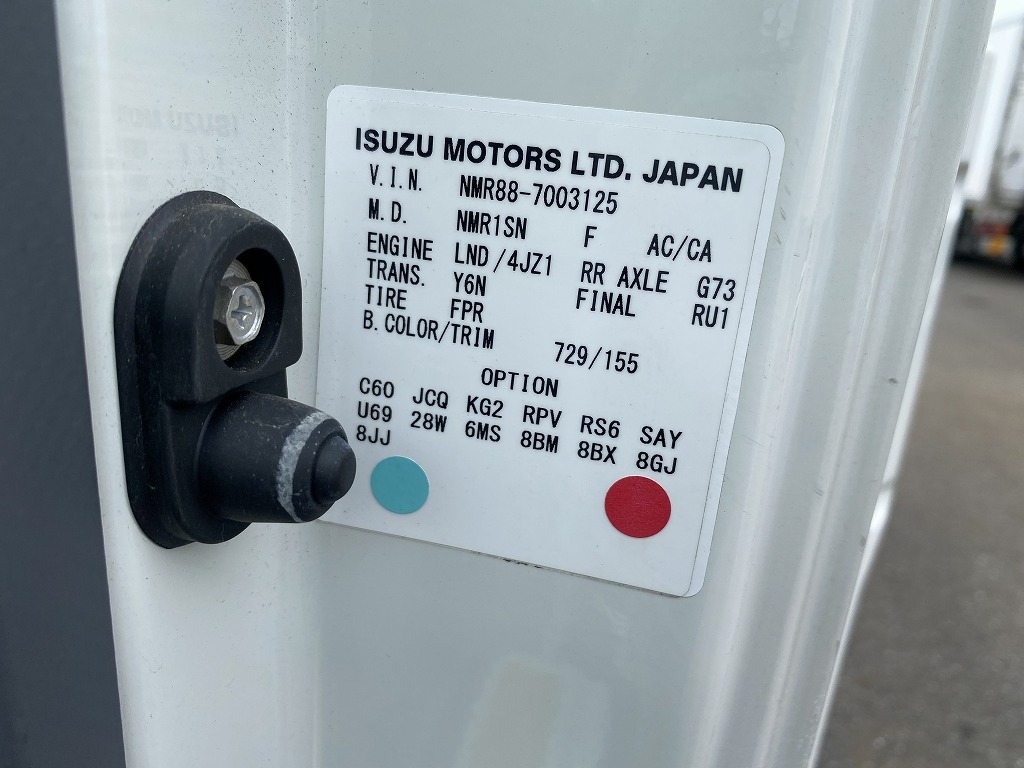 ISUZU MOTORS LTD. JAPAN
V.I.N. NMR88-7003125
M.D. NMR1SN F AC/CA
ENGINE LND/4JZ1 RR AXLE G73
TRANS. Y6N FINAL RU1
TIRE FPR
B.COLOR/TRIM 729/155
OPTION
C60 JCQ KG2 RPV RS6 SAY
U69 28W 6MS 8BM 8BX 8GJ
8JJ